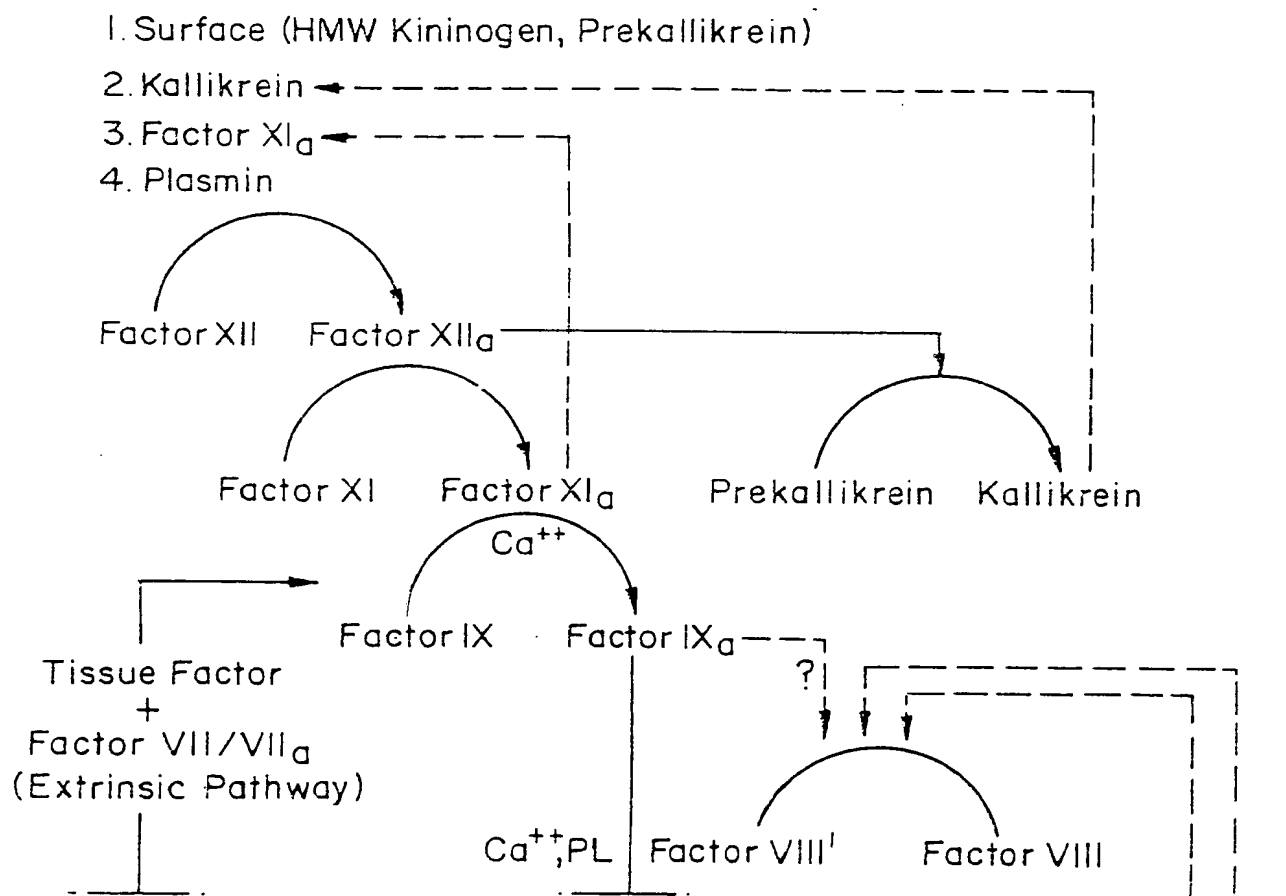 1. Surface (HMW Kininogen, Prekallikrein)
2. Kallikrein
3. Factor XIa
4. Plasmin
Factor XII Factor XIIa
Factor XI Factor XIa Prekallikrein Kallikrein
Ca++
Factor IX Factor IXa
?
Tissue Factor
+
Factor VII/VIIa
(Extrinsic Pathway)
Ca++,PL Factor VIII' Factor VIII